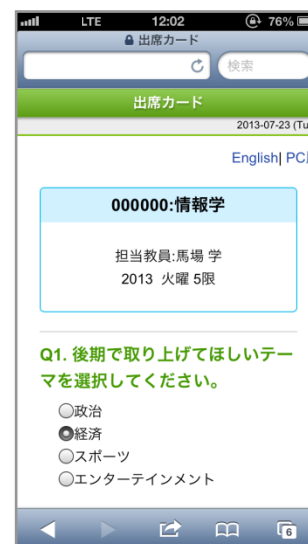 LTE 12:02 76%
出席カード
検索
出席カード
2013-07-23 (Tu
English| PC
000000:情報学
担当教員:馬場 学
2013 火曜 5限
Q1. 後期で取り上げてほしいテー
マを選択してください。
政治
経済
スポーツ
エンターテインメント
6